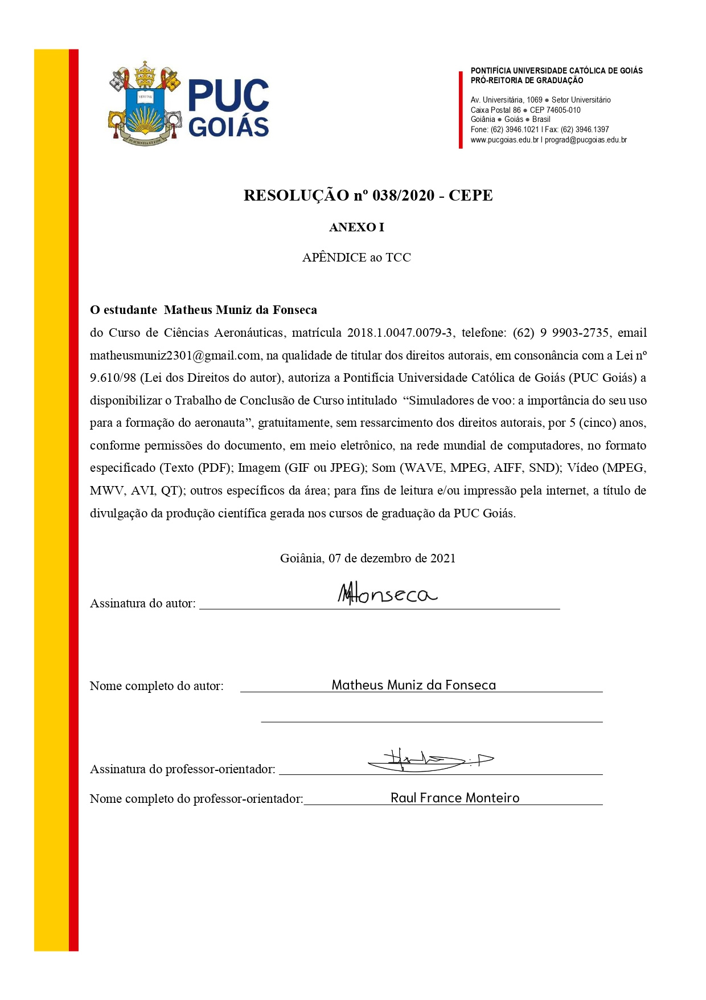 VERITAS
IN SCIENTIA ET FIDE
PUC
GOIÁS
PONTIFÍCIA UNIVERSIDADE CATÓLICA DE GOIÁS
PRÓ-REITORIA DE GRADUAÇÃO
Av. Universitária, 1069 ● Setor Universitário
Caixa Postal 86 ● CEP 74605-010
Goiânia ● Goiás ● Brasil
Fone: (62) 3946.1021 I Fax: (62) 3946.1397
www.pucgoias.edu.br I prograd@pucgoias.edu.br
RESOLUÇÃO nº 038/2020 - CEPE
ANEXO I
APÊNDICE ao TCC
O estudante Matheus Muniz da Fonseca
do Curso de Ciências Aeronáuticas, matrícula 2018.1.0047.0079-3, telefone: (62) 9 9903-2735, email
matheusmuniz2301@gmail.com, na qualidade de titular dos direitos autorais, em consonância com a Lei nº
9.610/98 (Lei dos Direitos do autor), autoriza a Pontifícia Universidade Católica de Goiás (PUC Goiás) a
disponibilizar o Trabalho de Conclusão de Curso intitulado “Simuladores de voo: a importância do seu uso
para a formação do aeronauta”, gratuitamente, sem ressarcimento dos direitos autorais, por 5 (cinco) anos,
conforme permissões do documento, em meio eletrônico, na rede mundial de computadores, no formato
especificado (Texto (PDF); Imagem (GIF ou JPEG); Som (WAVE, MPEG, AIFF, SND); Vídeo (MPEG,
MWV, AVI, QT); outros específicos da área; para fins de leitura e/ou impressão pela internet, a título de
divulgação da produção científica gerada nos cursos de graduação da PUC Goiás.
Goiânia, 07 de dezembro de 2021
Assinatura do autor: MFonseca
Nome completo do autor: Matheus Muniz da Fonseca
Assinatura do professor-orientador:
Nome completo do professor-orientador: Raul France Monteiro